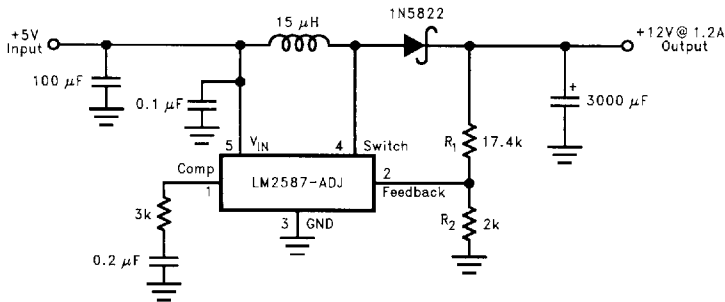 1N5822
15 μH
+5V
Input
+12V@ 1.2A
Output
100 μF
0.1 μF
+
3000 μF
R1 17.4k
5 VIN
4 Switch
Comp
1
LM2587-ADJ
2
Feedback
3k
3 GND
R2 2k
0.2 μF